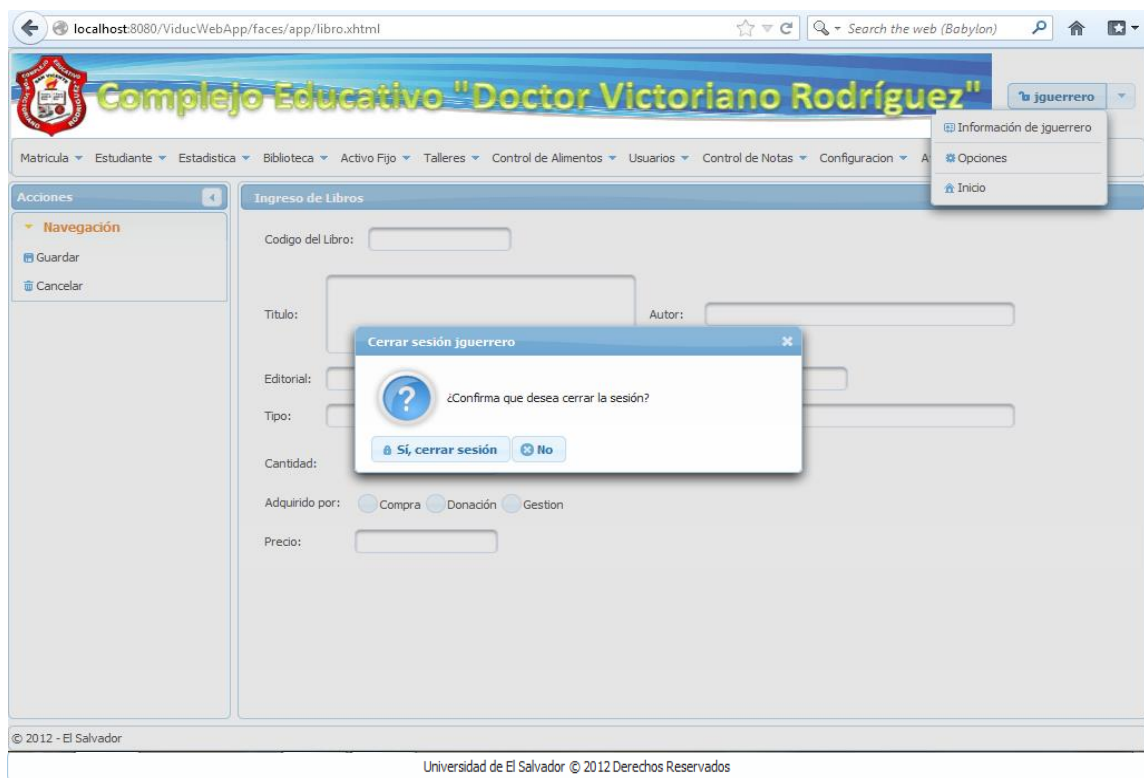 localhost:8080/ViducWebApp/faces/app/libro.xhtml
Search the web (Babylon)
Complejo Educativo "Doctor Victoriano Rodríguez"
jguerrero
Información de jguerrero
Opciones
Inicio
Matricula Estudiante Estadistica Biblioteca Activo Fijo Talleres Control de Alimentos Usuarios Control de Notas Configuracion A
Acciones
Navegación
Guardar
Cancelar
Ingreso de Libros
Codigo del Libro:
Titulo:
Autor:
Editorial:
Tipo:
Cantidad:
Adquirido por: Compra Donación Gestion
Precio:
Cerrar sesión jguerrero
¿Confirma que desea cerrar la sesión?
Sí, cerrar sesión No
© 2012 - El Salvador
Universidad de El Salvador © 2012 Derechos Reservados